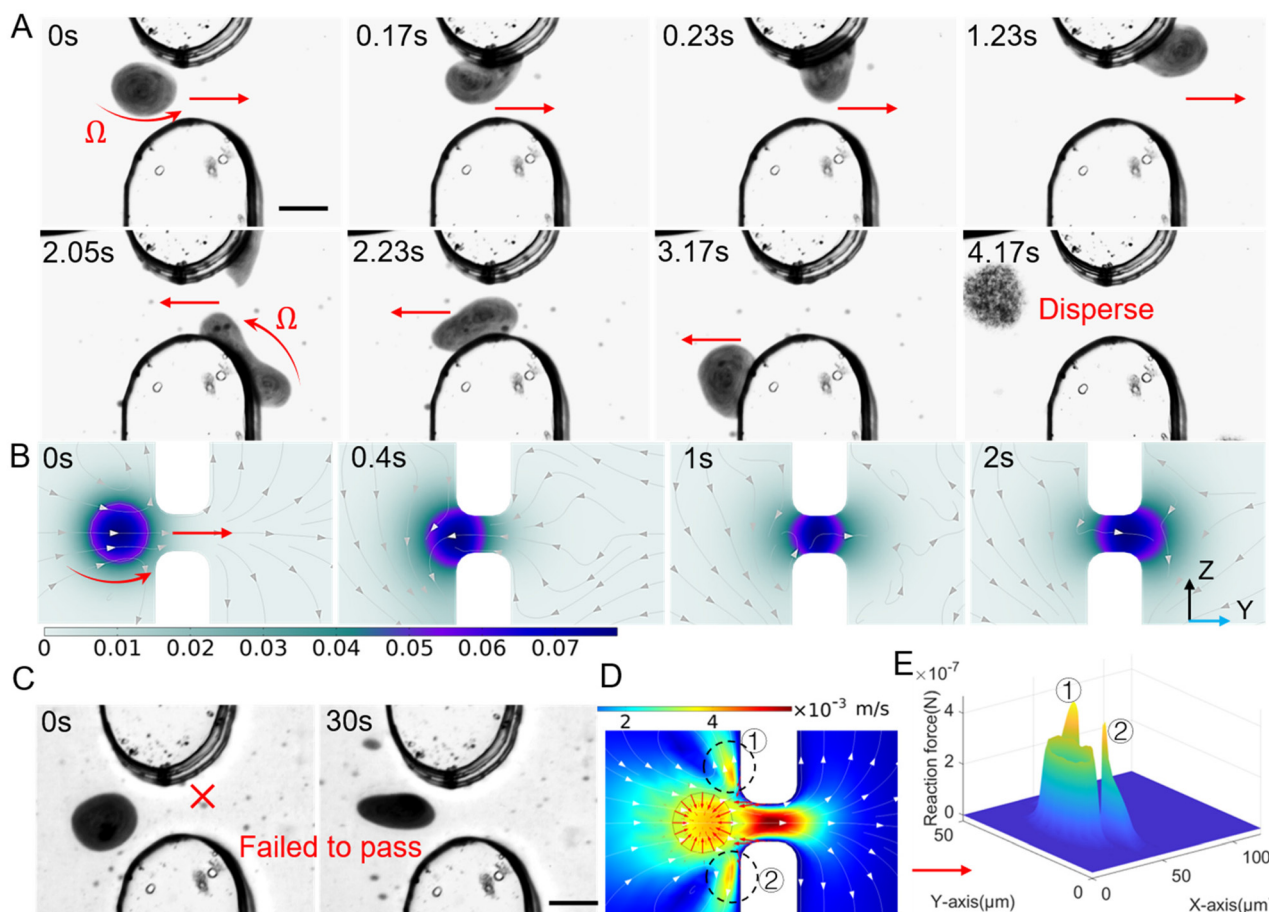 A
0s
0.17s
0.23s
1.23s
Ω
2.05s
2.23s
3.17s
4.17s
Ω
Disperse
B
0s
0.4s
1s
2s
Z
Y
0 0.01 0.02 0.03 0.04 0.05 0.06 0.07
C
0s
30s
Failed to pass
D
2 4 ×10⁻³ m/s
①
②
E
×10⁻⁷
Reaction force(N)
4
2
0
①
②
50
0
0
50
100
Y-axis(μm)
X-axis(μm)